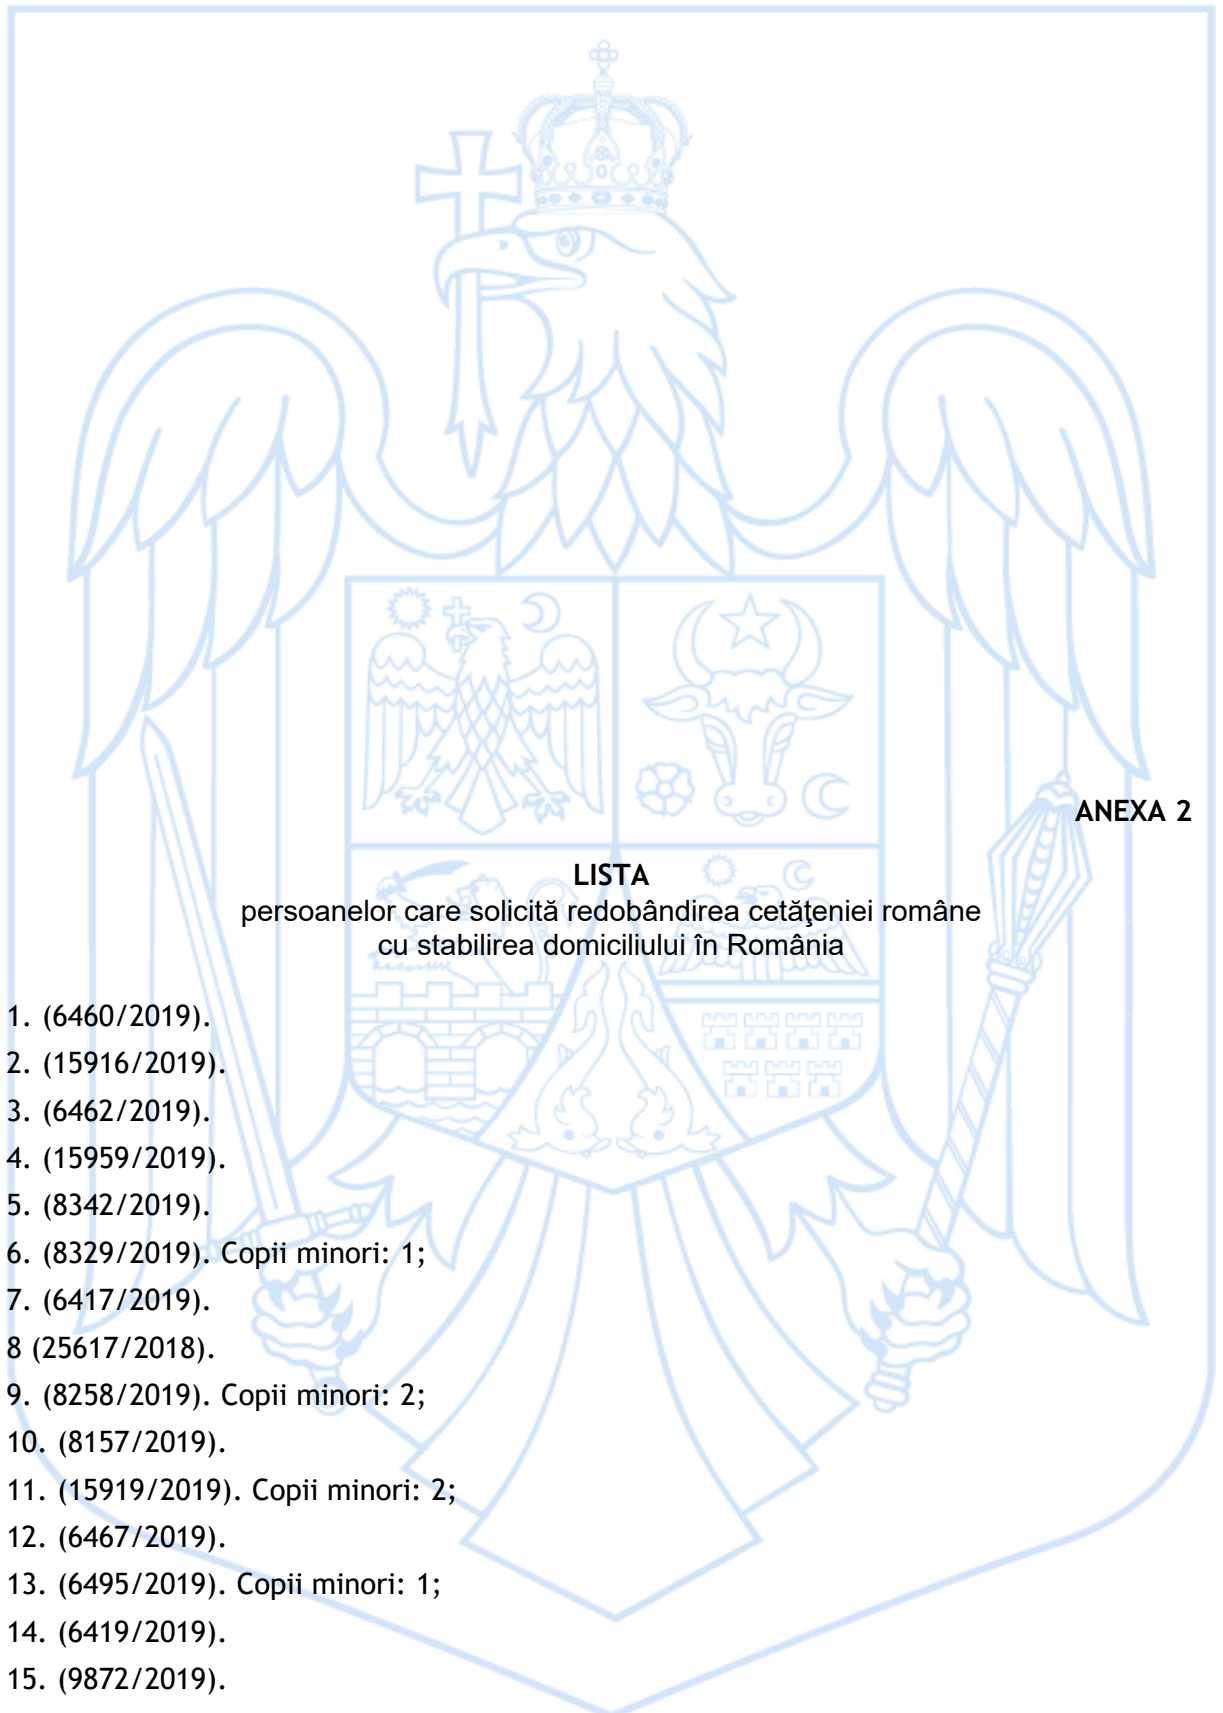 ANEXA 2
LISTA
persoanelor care solicită redobândirea cetăţeniei române
cu stabilirea domiciliului în România
1. (6460/2019).
2. (15916/2019).
3. (6462/2019).
4. (15959/2019).
5. (8342/2019).
6. (8329/2019). Copii minori: 1;
7. (6417/2019).
8 (25617/2018).
9. (8258/2019). Copii minori: 2;
10. (8157/2019).
11. (15919/2019). Copii minori: 2;
12. (6467/2019).
13. (6495/2019). Copii minori: 1;
14. (6419/2019).
15. (9872/2019).